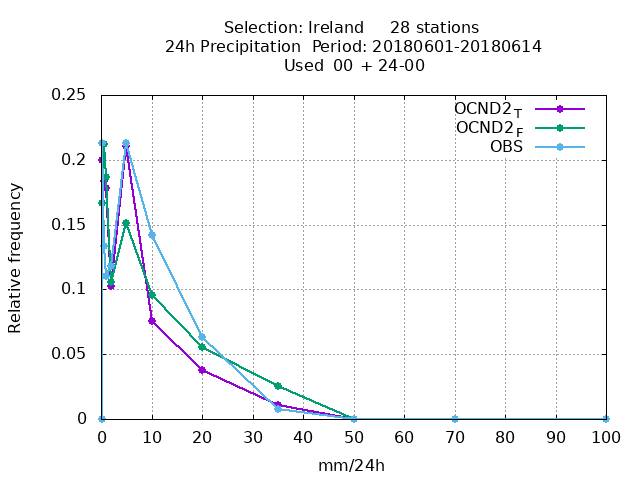 Selection: Ireland     28 stations
24h Precipitation  Period: 20180601-20180614
Used  00 + 24-00
0.25
0.2
0.15
0.1
0.05
0
Relative frequency
OCND2T
OCND2F
OBS
0 10 20 30 40 50 60 70 80 90 100
mm/24h